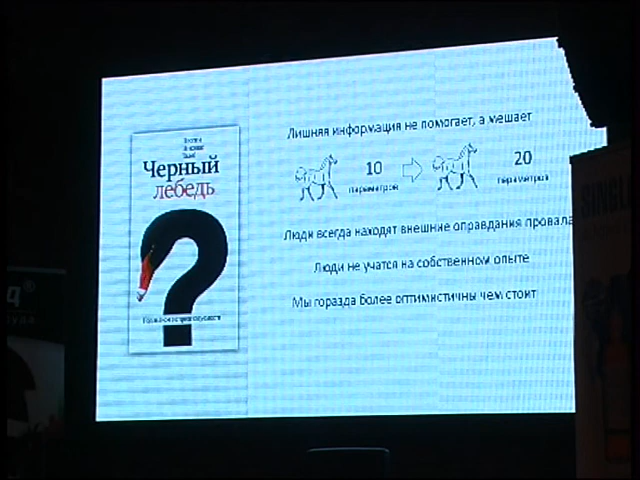 Черный
лебедь
Лишняя информация не помогает, а мешает
10
параметров
20
параметров
Люди всегда находят внешние оправдания провала
Люди не учатся на собственном опыте
Мы горазда более оптимистичны чем стоит